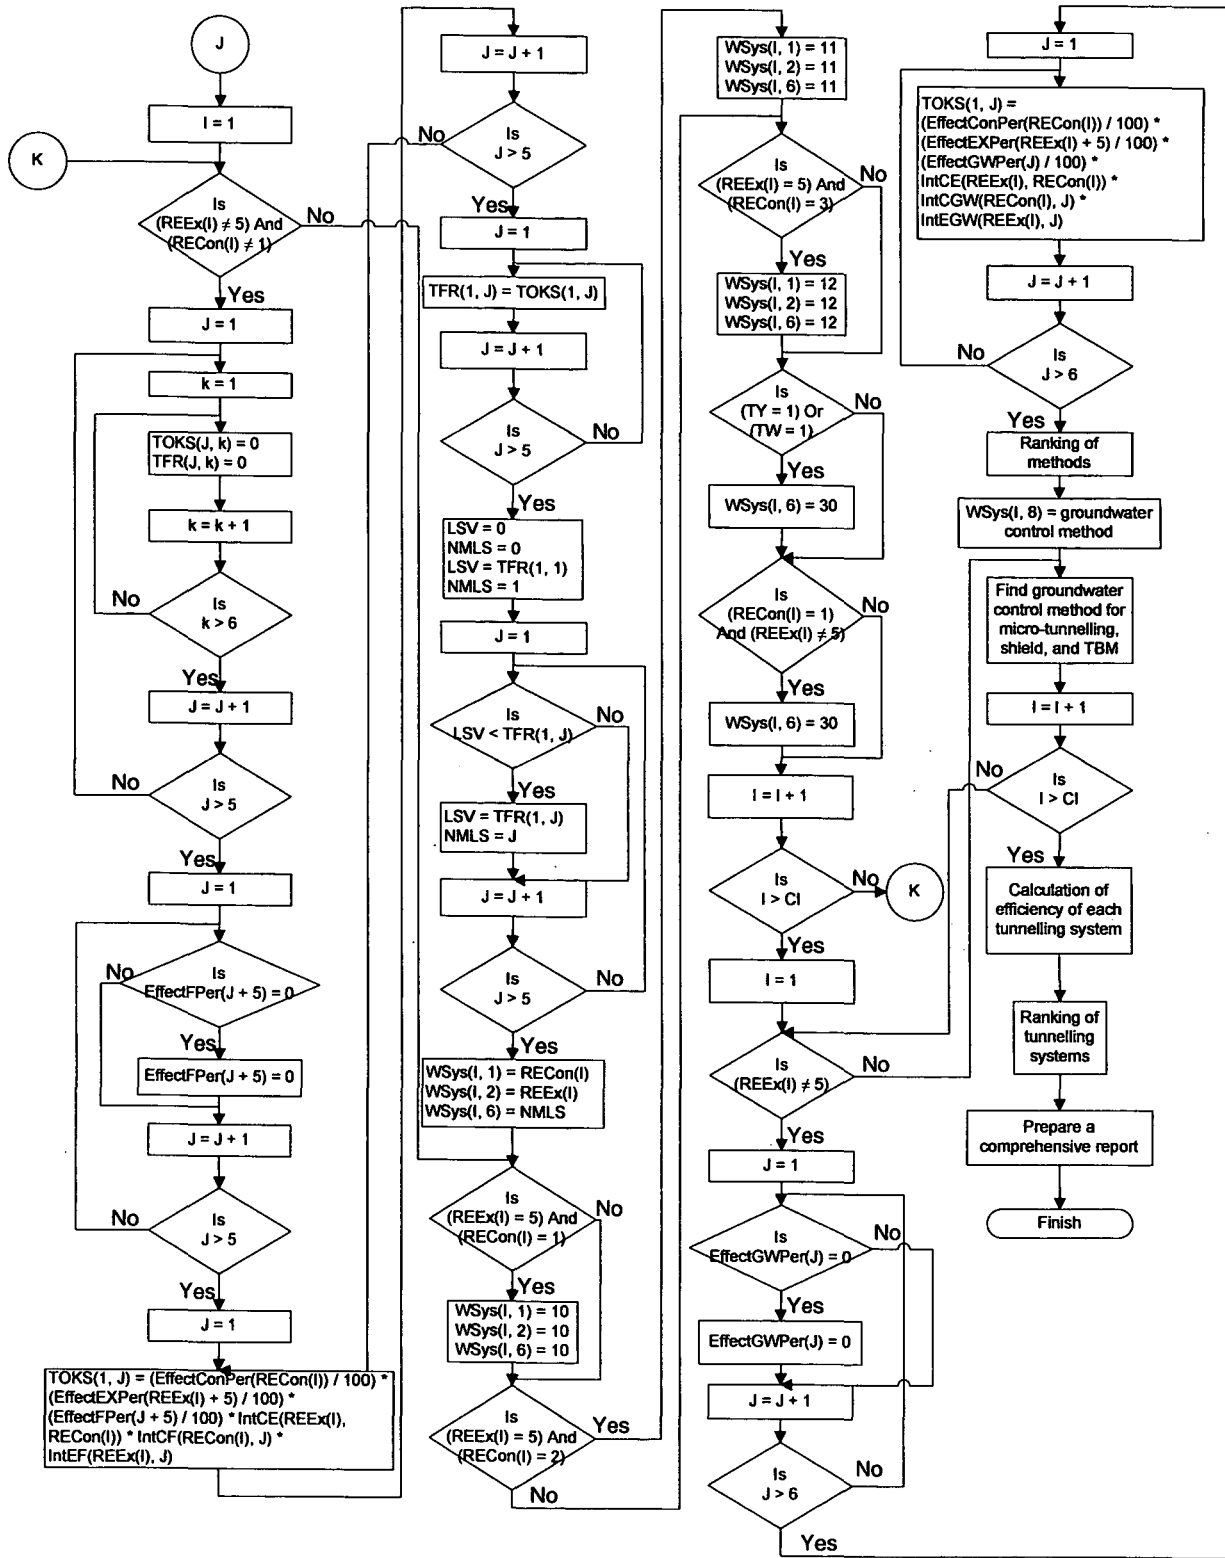 J
I = 1
K
Is
(REEx(I) ≠ 5) And
(RECon(I) ≠ 1)
No
Yes
J = 1
k = 1
TOKS(J, k) = 0
TFR(J, k) = 0
k = k + 1
Is
k > 6
No
Yes
J = J + 1
Is
J > 5
No
Yes
J = 1
Is
EffectFPer(J + 5) = 0
No
Yes
EffectFPer(J + 5) = 0
J = J + 1
Is
J > 5
No
Yes
J = 1
TOKS(1, J) = (EffectConPer(RECon(I)) / 100) *
(EffectEXPer(REEx(I) + 5) / 100) *
(EffectFPer(J + 5) / 100) * IntCE(REEx(I),
RECon(I)) * IntCF(RECon(I), J) *
IntEF(REEx(I), J)
J = J + 1
Is
J > 5
No
Yes
J = 1
TFR(1, J) = TOKS(1, J)
J = J + 1
Is
J > 5
No
Yes
LSV = 0
NMLS = 0
LSV = TFR(1, 1)
NMLS = 1
J = 1
Is
LSV < TFR(1, J)
No
Yes
LSV = TFR(1, J)
NMLS = J
J = J + 1
Is
J > 5
No
Yes
WSys(I, 1) = RECon(I)
WSys(I, 2) = REEx(I)
WSys(I, 6) = NMLS
Is
(REEx(I) = 5) And
(RECon(I) = 1)
No
Yes
WSys(I, 1) = 10
WSys(I, 2) = 10
WSys(I, 6) = 10
Is
(REEx(I) = 5) And
(RECon(I) = 2)
Yes
No
WSys(I, 1) = 11
WSys(I, 2) = 11
WSys(I, 6) = 11
Is
(REEx(I) = 5) And
(RECon(I) = 3)
No
Yes
WSys(I, 1) = 12
WSys(I, 2) = 12
WSys(I, 6) = 12
Is
(TY = 1) Or
(TW = 1)
No
Yes
WSys(I, 6) = 30
Is
(RECon(I) = 1)
And (REEx(I) ≠ 5)
No
Yes
WSys(I, 6) = 30
I = I + 1
Is
I > CI
No
K
Yes
I = 1
Is
(REEx(I) ≠ 5)
No
Yes
J = 1
Is
EffectGWPer(J) = 0
No
Yes
EffectGWPer(J) = 0
J = J + 1
Is
J > 6
No
Yes
J = 1
TOKS(1, J) =
(EffectConPer(RECon(I)) / 100) *
(EffectEXPer(REEx(I) + 5) / 100) *
(EffectGWPer(J) / 100) *
IntCE(REEx(I), RECon(I)) *
IntCGW(RECon(I), J) *
IntEGW(REEx(I), J)
J = J + 1
Is
J > 6
No
Yes
Ranking of
methods
WSys(I, 8) = groundwater
control method
Find groundwater
control method for
micro-tunnelling,
shield, and TBM
I = I + 1
Is
I > CI
No
Yes
Calculation of
efficiency of each
tunnelling system
Ranking of
tunnelling
systems
Prepare a
comprehensive report
Finish